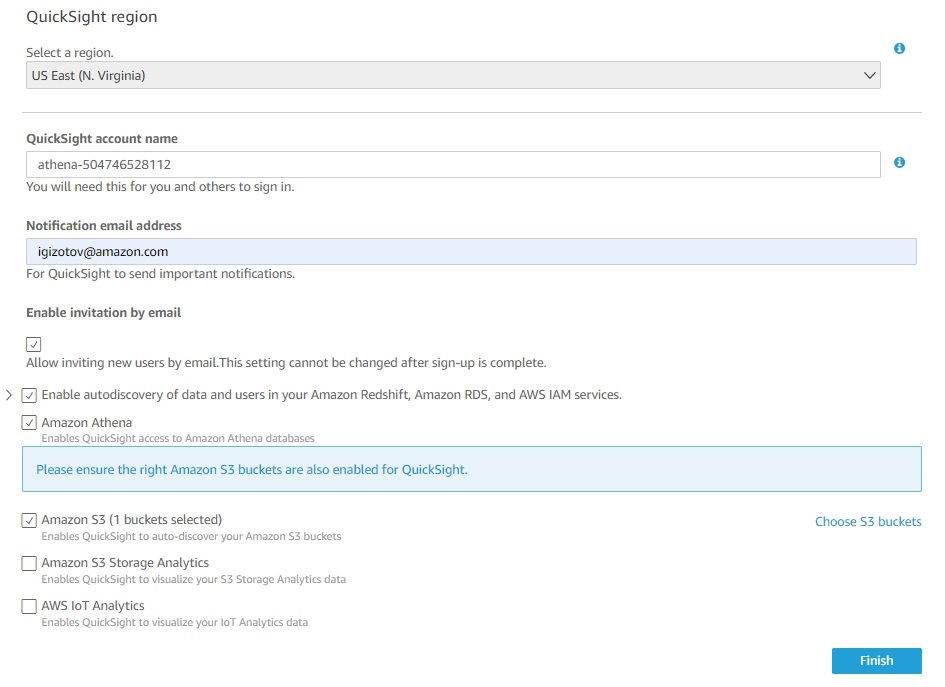 QuickSight region
Select a region.
US East (N. Virginia)
QuickSight account name
athena-504746528112
You will need this for you and others to sign in.
Notification email address
igizotov@amazon.com
For QuickSight to send important notifications.
Enable invitation by email
Allow inviting new users by email.This setting cannot be changed after sign-up is complete.
Enable autodiscovery of data and users in your Amazon Redshift, Amazon RDS, and AWS IAM services.
Amazon Athena
Enables QuickSight access to Amazon Athena databases
Please ensure the right Amazon S3 buckets are also enabled for QuickSight.
Amazon S3 (1 buckets selected)
Choose S3 buckets
Enables QuickSight to auto-discover your Amazon S3 buckets
Amazon S3 Storage Analytics
Enables QuickSight to visualize your S3 Storage Analytics data
AWS IoT Analytics
Enables QuickSight to visualize your IoT Analytics data
Finish